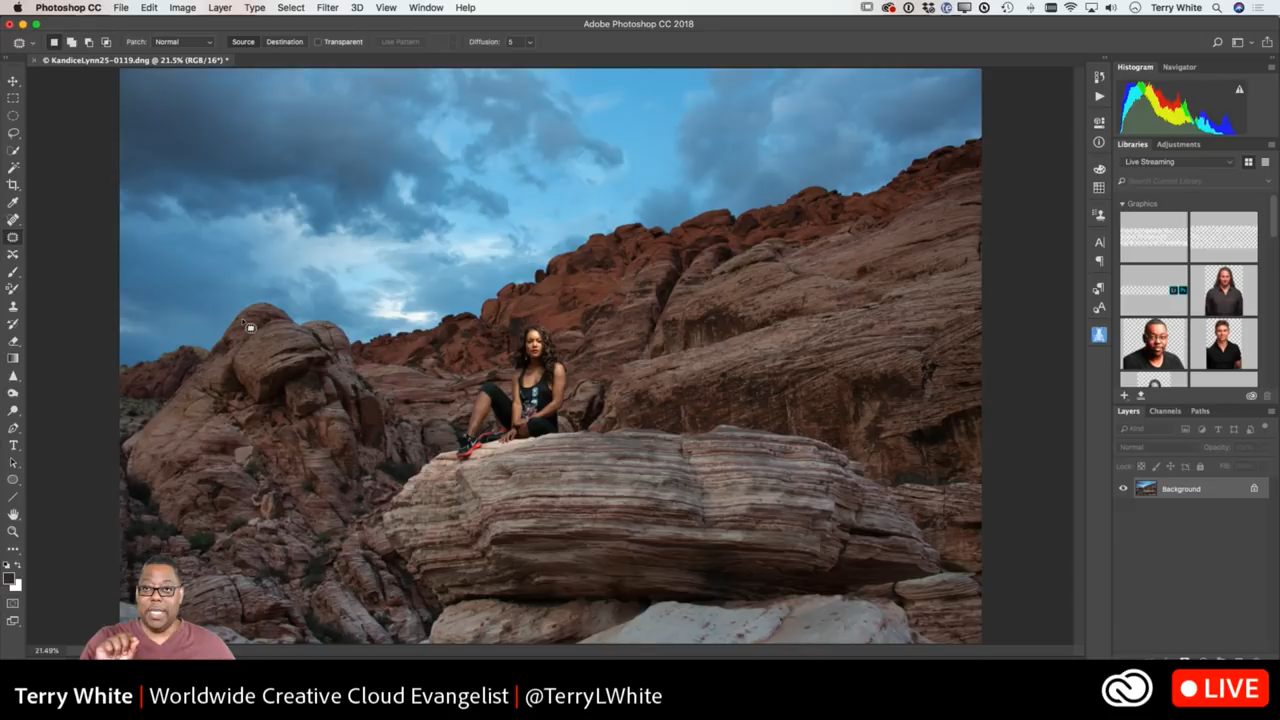 Photoshop CC File Edit Image Layer Type Select Filter 3D View Window Help Terry White
Adobe Photoshop CC 2018
Patch: Normal Source Destination Transparent Use Pattern Diffusion: 5
© KandiceLynn25-0119.dng @ 21.5% (RGB/16*) *
Histogram Navigator
Libraries Adjustments
Live Streaming
Search Current Library
Graphics
Layers Channels Paths
Kind
Normal Opacity:
Lock: Fill:
Background
21.49%
Terry White | Worldwide Creative Cloud Evangelist | @TerryLWhite
LIVE